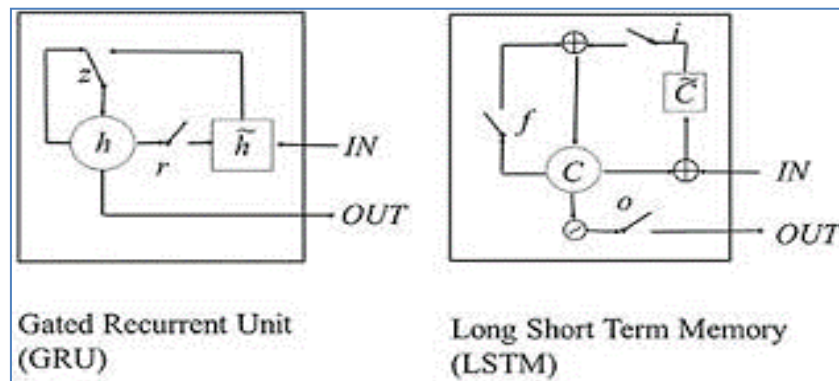 z
h
r
h̃
IN
OUT
Gated Recurrent Unit
(GRU)
i
f
C̃
C
IN
o
OUT
Long Short Term Memory
(LSTM)